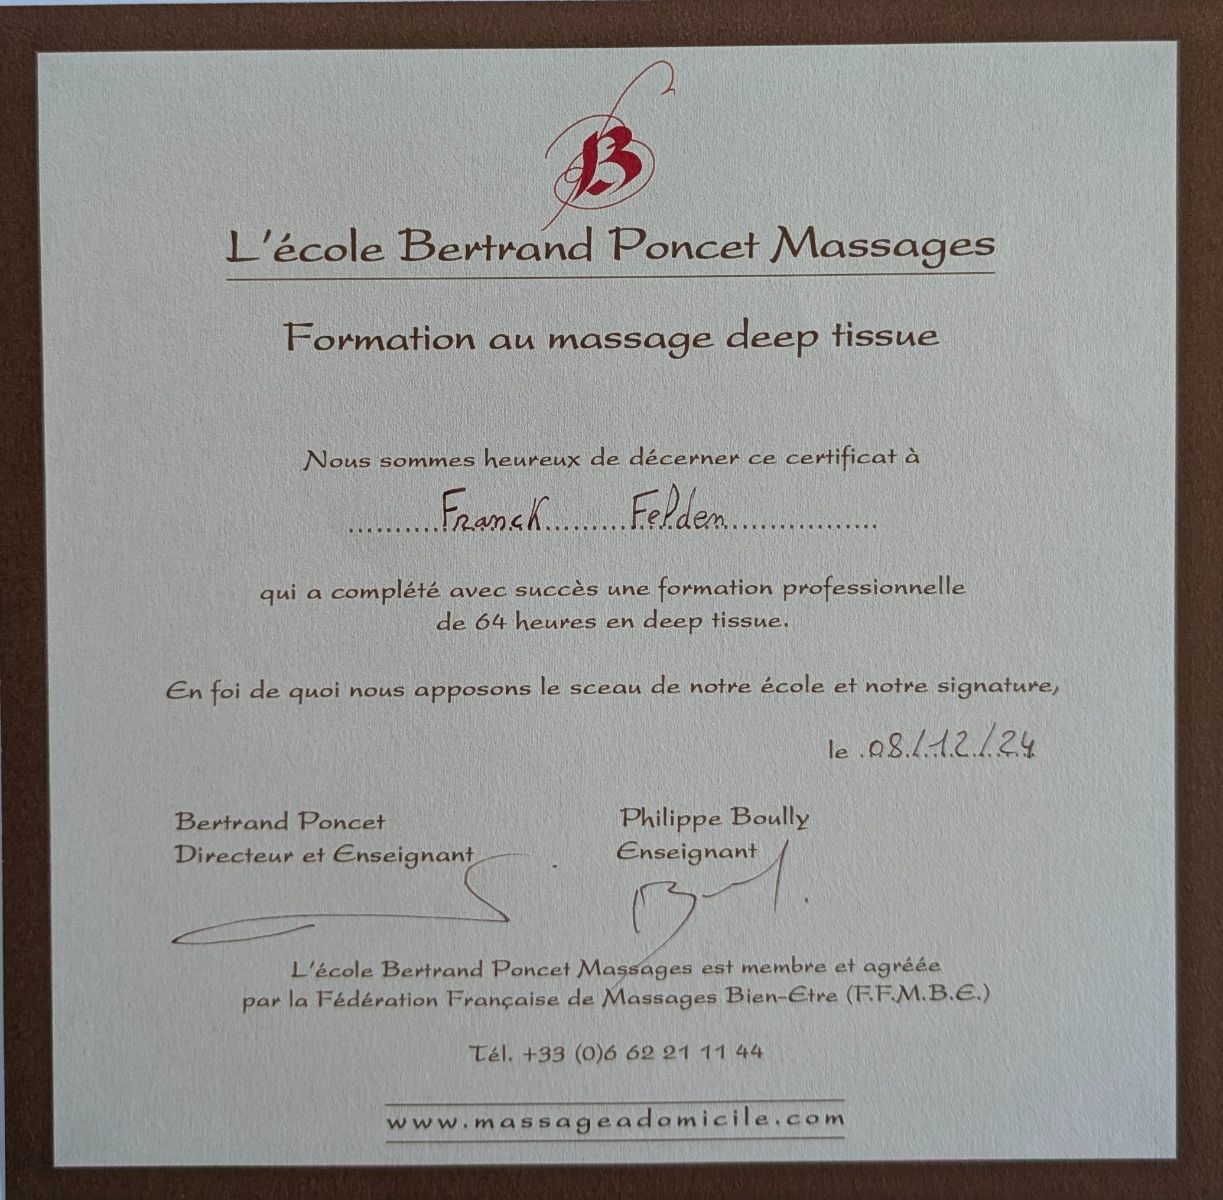 B
L'école Bertrand Poncet Massages
Formation au massage deep tissue
Nous sommes heureux de décerner ce certificat à
..........Franck.........Felden.................
qui a complété avec succès une formation professionnelle
de 64 heures en deep tissue.
En foi de quoi nous apposons le sceau de notre école et notre signature,
le .08./.12./.24
Bertrand Poncet Philippe Boully
Directeur et Enseignant Enseignant
L'école Bertrand Poncet Massages est membre et agréée
par la Fédération Française de Massages Bien-Etre (F.F.M.B.E.)
Tél. +33 (0)6 62 21 11 44
www.massageadomicile.com